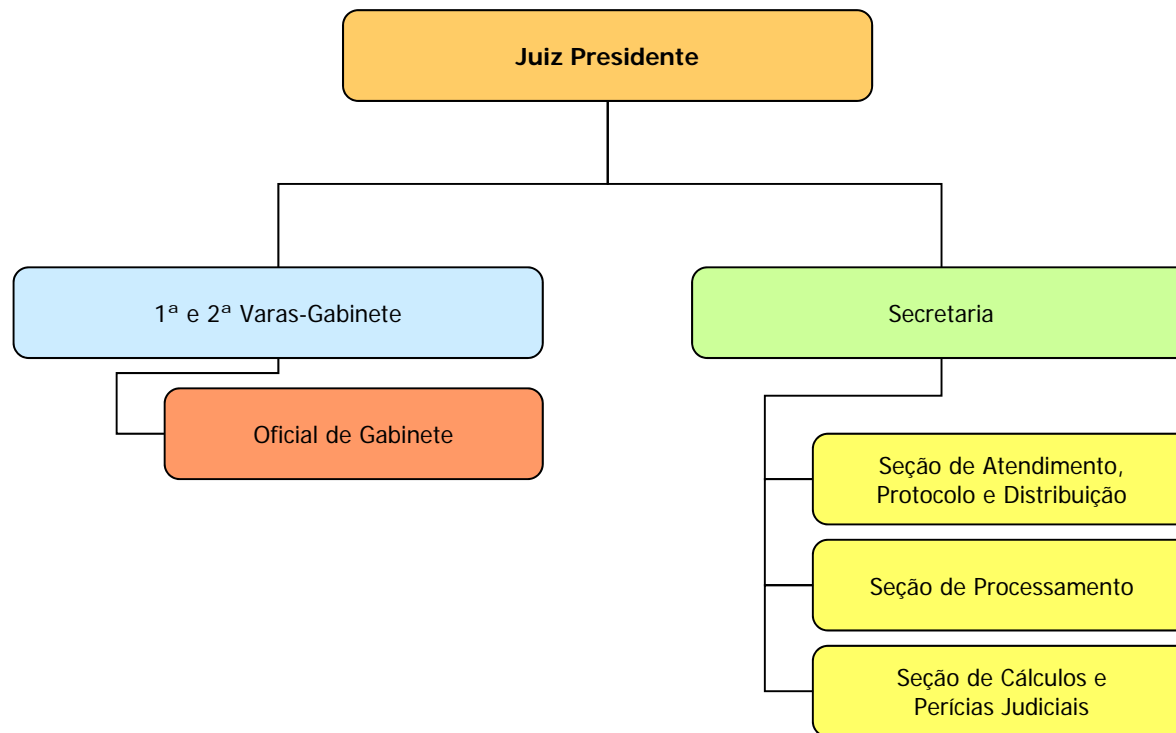 Juiz Presidente
1ª e 2ª Varas-Gabinete
Secretaria
Oficial de Gabinete
Seção de Atendimento,
Protocolo e Distribuição
Seção de Processamento
Seção de Cálculos e
Perícias Judiciais